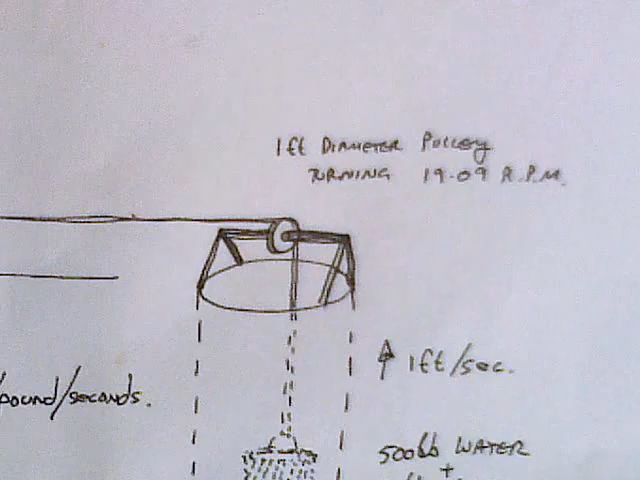 1ft DIAMETER PULLEY
TURNING 19.09 R.P.M.
1ft/sec.
pound/seconds.
500lb WATER
+